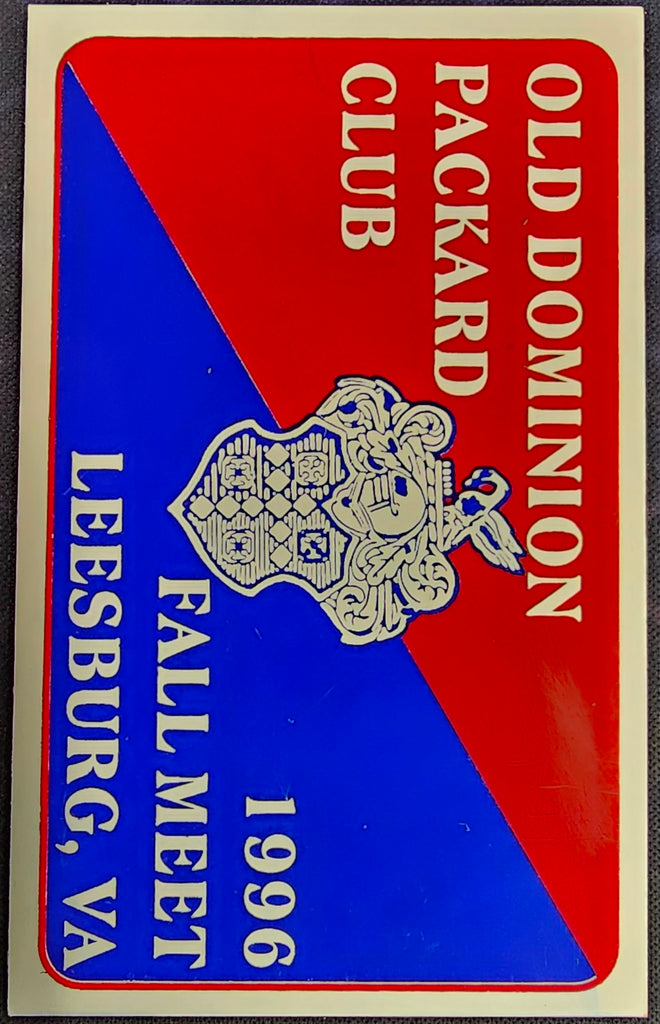 OLD DOMINION
PACKARD
CLUB
1996
FALL MEET
LEESBURG, VA